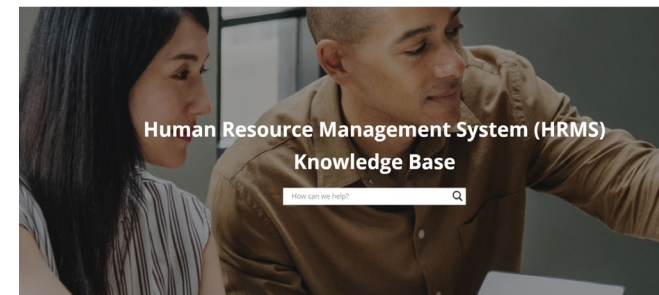 Human Resource Management System (HRMS)
Knowledge Base
How can we help?